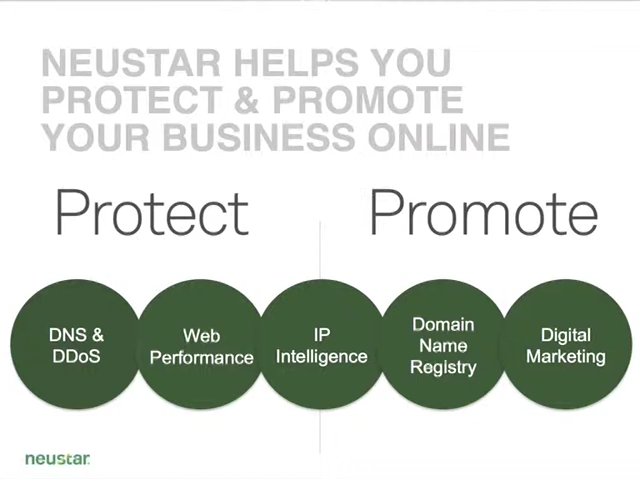 NEUSTAR HELPS YOU
PROTECT & PROMOTE
YOUR BUSINESS ONLINE
Protect
Promote
DNS &
DDoS
Web
Performance
IP
Intelligence
Domain
Name
Registry
Digital
Marketing
neustar